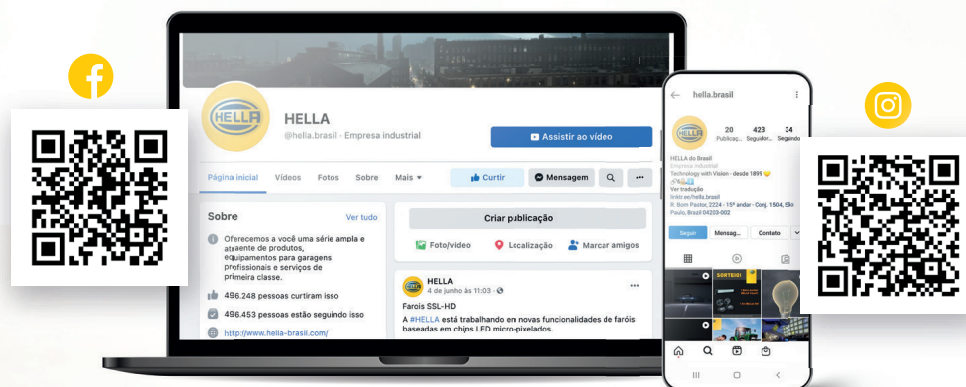 HELLA
HELLA
@hella.brasil · Empresa industrial
Assistir ao vídeo
Página inicial Vídeos Fotos Sobre Mais
Curtir
Mensagem
Sobre
Ver tudo
Oferecemos a você uma série ampla e
atraente de produtos,
equipamentos para garagens
profissionais e serviços de
primeira classe.
496.248 pessoas curtiram isso
496.453 pessoas estão seguindo isso
http://www.hella-brasil.com/
Criar publicação
Foto/vídeo
Localização
Marcar amigos
HELLA
HELLA
4 de junho às 11:03
Farois SSL-HD
A #HELLA está trabalhando en novas funcionalidades de faróis
baseadas em chips LED micro-pixelados.
hella.brasil
HELLA
20 423
Publicaç... Seguidor... Seguindo
HELLA do Brasil
Empresa industrial
Technology with Vision - desde 1899
Ver tradução
linktr.ee/hella.brasil
R. Bom Pastor, 2224 - 15º andar - Conj. 1504, São
Paulo, Brazil 04203-002
Seguir Mensag... Contato
SORTEIO!